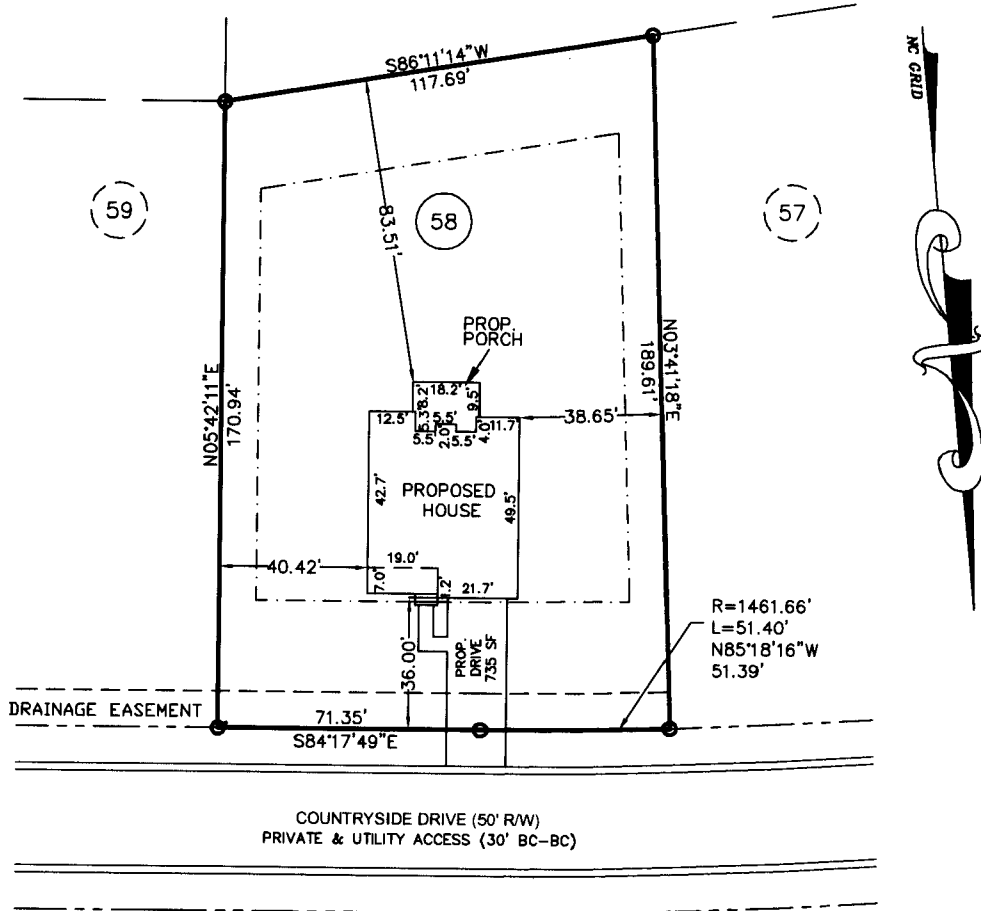 S86°11'14"W
117.69'
NC GRID
59
58
57
83.51'
PROP.
PORCH
N03°41'18"E
189.61'
N05°42'11"E
170.94'
18.2'
8.2'
9.5'
12.5'
5.3'
5.5'
5.5'
2.0'
5.5'
4.0'
11.7'
38.65'
42.7'
PROPOSED
HOUSE
49.5'
19.0'
40.42'
7.0'
21.7'
R=1461.66'
L=51.40'
N85°18'16"W
51.39'
36.00'
PROP.
DRIVE
735 SF
DRAINAGE EASEMENT
71.35'
S84°17'49"E
COUNTRYSIDE DRIVE (50' R/W)
PRIVATE & UTILITY ACCESS (30' BC-BC)